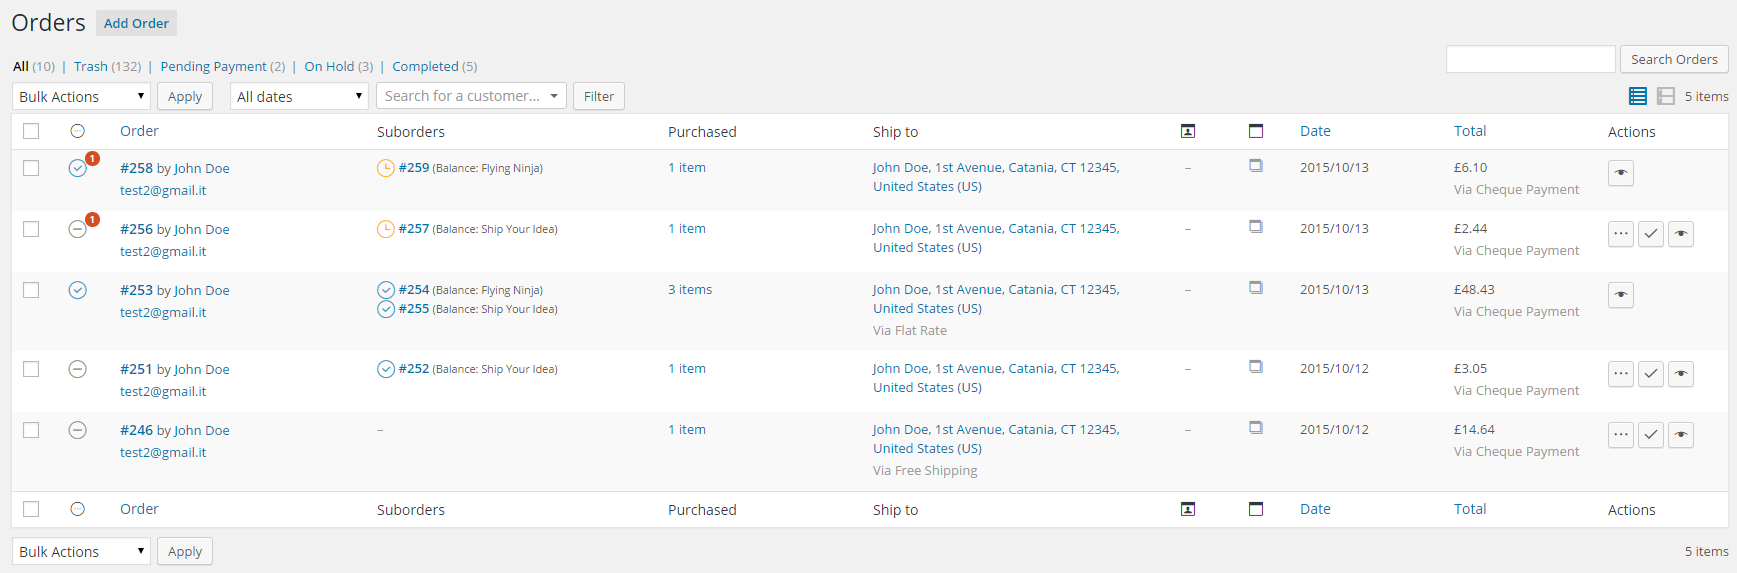 Orders Add Order
All (10) | Trash (132) | Pending Payment (2) | On Hold (3) | Completed (5)
Search Orders
Bulk Actions Apply All dates Search for a customer... Filter 5 items
Order Suborders Purchased Ship to Date Total Actions
1
#258 by John Doe #259 (Balance: Flying Ninja) 1 item John Doe, 1st Avenue, Catania, CT 12345, – 2015/10/13 £6.10
test2@gmail.it United States (US) Via Cheque Payment
1
#256 by John Doe #257 (Balance: Ship Your Idea) 1 item John Doe, 1st Avenue, Catania, CT 12345, – 2015/10/13 £2.44
test2@gmail.it United States (US) Via Cheque Payment
#253 by John Doe #254 (Balance: Flying Ninja) 3 items John Doe, 1st Avenue, Catania, CT 12345, – 2015/10/13 £48.43
test2@gmail.it #255 (Balance: Ship Your Idea) United States (US) Via Cheque Payment
Via Flat Rate
#251 by John Doe #252 (Balance: Ship Your Idea) 1 item John Doe, 1st Avenue, Catania, CT 12345, – 2015/10/12 £3.05
test2@gmail.it United States (US) Via Cheque Payment
#246 by John Doe – 1 item John Doe, 1st Avenue, Catania, CT 12345, – 2015/10/12 £14.64
test2@gmail.it United States (US) Via Cheque Payment
Via Free Shipping
Order Suborders Purchased Ship to Date Total Actions
Bulk Actions Apply 5 items